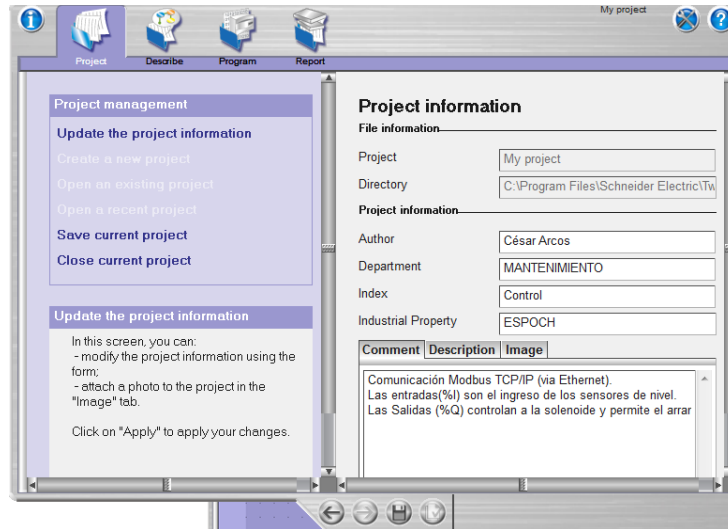 My project
Project
Describe
Program
Report
Project management
Update the project information
Create a new project
Open an existing project
Open a recent project
Save current project
Close current project
Update the project information
In this screen, you can:
- modify the project information using the
form;
- attach a photo to the project in the
"Image" tab.
Click on "Apply" to apply your changes.
Project information
File information
Project
My project
Directory
C:\Program Files\Schneider Electric\Tw
Project information
Author
César Arcos
Department
MANTENIMIENTO
Index
Control
Industrial Property
ESPOCH
Comment Description Image
Comunicación Modbus TCP/IP (via Ethernet).
Las entradas(%I) son el ingreso de los sensores de nivel.
Las Salidas (%Q) controlan a la solenoide y permite el arrar